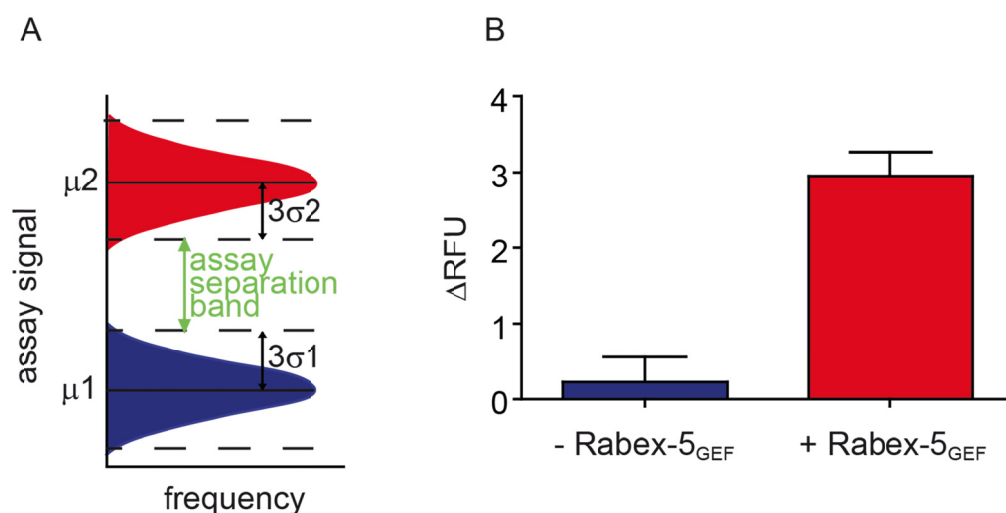 A
assay signal
μ2
3σ2
assay
separation
band
3σ1
μ1
frequency
B
ΔRFU
4
3
2
1
0
- Rabex-5GEF
+ Rabex-5GEF